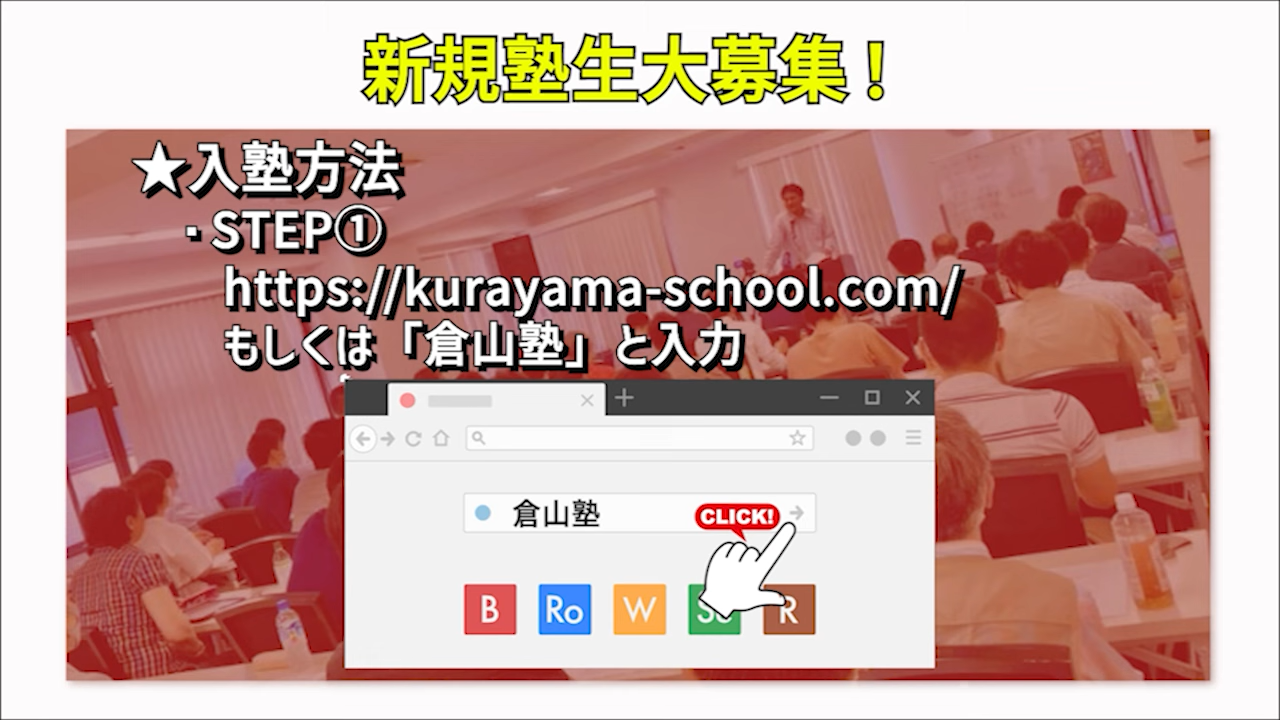 新規塾生大募集！
★入塾方法
・STEP①
https://kurayama-school.com/
もしくは「倉山塾」と入力
倉山塾
CLICK!
B
Ro
W
R